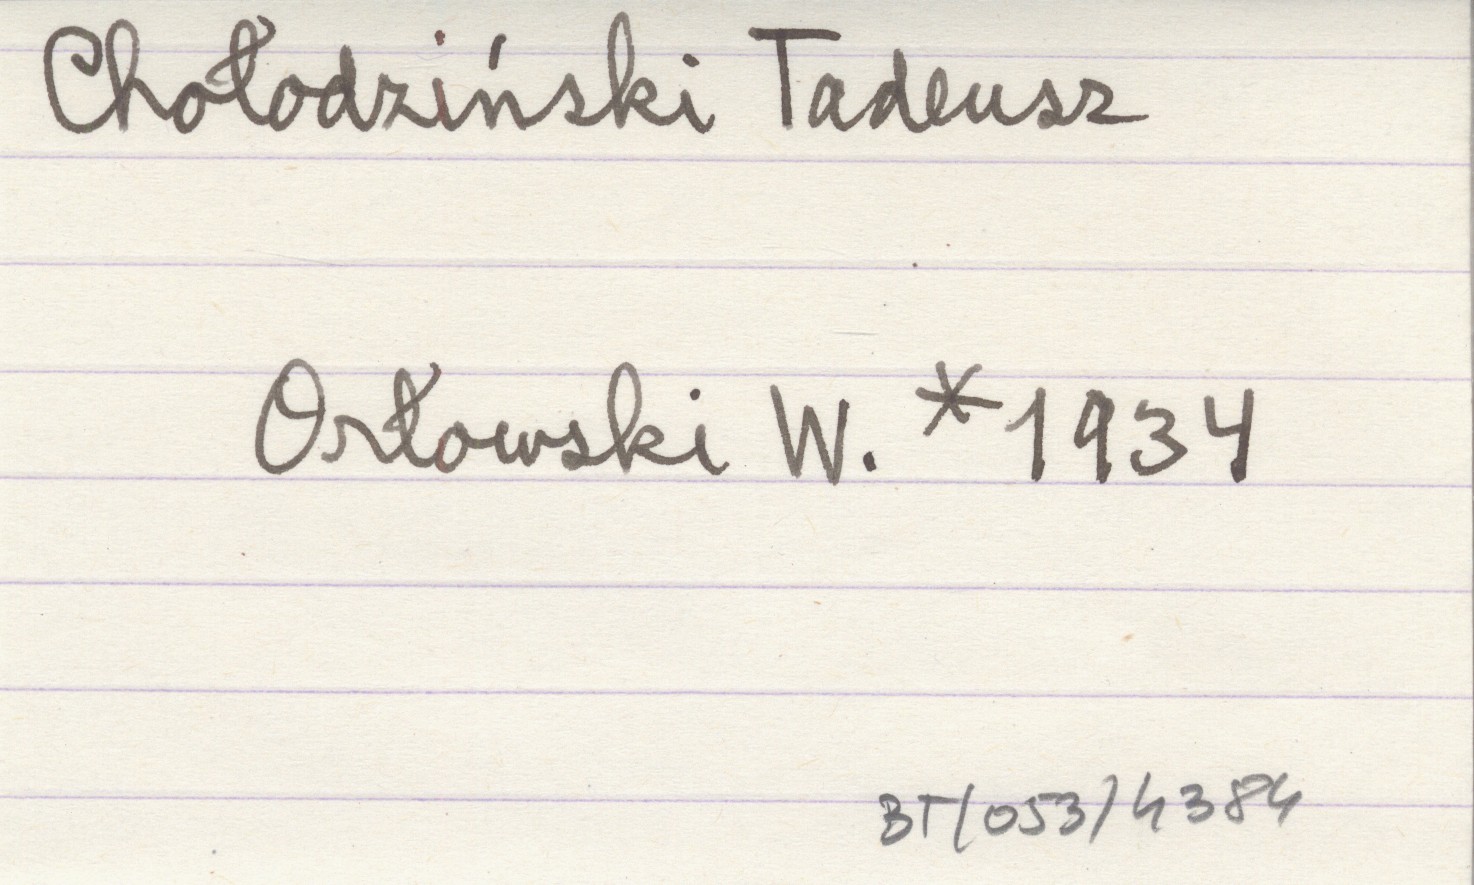 Chołodziński Tadeusz
Orłowski W. *1934
BT/053/4384